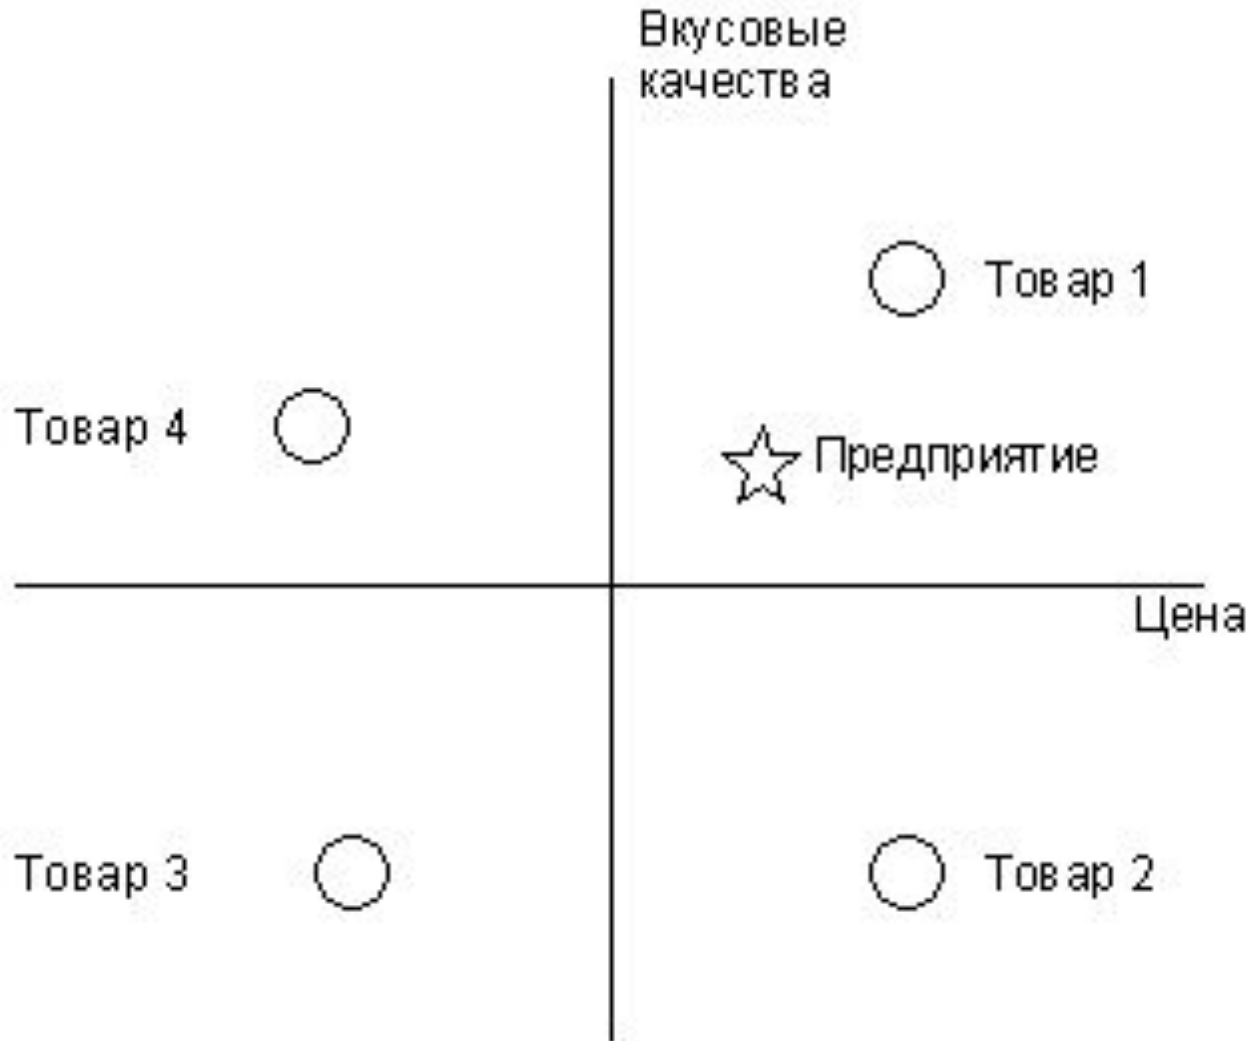 Вкусовые
качества
Товар 1
Товар 4
Предприятие
Цена
Товар 3
Товар 2